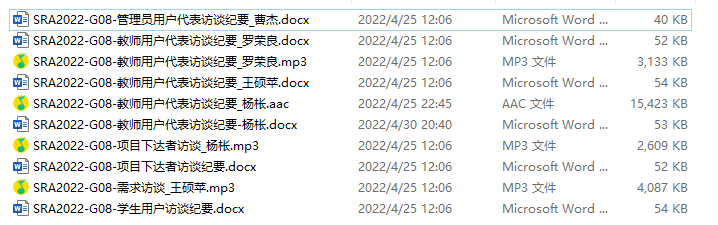 SRA2022-G08-管理员用户代表访谈纪要_曹杰.docx 2022/4/25 12:06 Microsoft Word ... 40 KB
SRA2022-G08-教师用户代表访谈纪要_罗荣良.docx 2022/4/25 12:06 Microsoft Word ... 52 KB
SRA2022-G08-教师用户代表访谈纪要_罗荣良.mp3 2022/4/25 12:06 MP3 文件 3,133 KB
SRA2022-G08-教师用户代表访谈纪要_王硕苹.docx 2022/4/25 12:06 Microsoft Word ... 54 KB
SRA2022-G08-教师用户代表访谈纪要_杨枨.aac 2022/4/25 22:45 AAC 文件 15,423 KB
SRA2022-G08-教师用户代表访谈纪要-杨枨.docx 2022/4/30 20:40 Microsoft Word ... 53 KB
SRA2022-G08-项目下达者访谈_杨枨.mp3 2022/4/25 12:06 MP3 文件 2,609 KB
SRA2022-G08-项目下达者访谈纪要.docx 2022/4/25 12:06 Microsoft Word ... 52 KB
SRA2022-G08-需求访谈_王硕苹.mp3 2022/4/25 12:06 MP3 文件 4,087 KB
SRA2022-G08-学生用户访谈纪要.docx 2022/4/25 12:06 Microsoft Word ... 54 KB